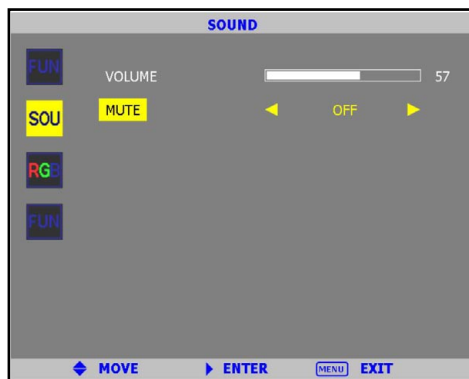 SOUND
FUN
VOLUME 57
SOU MUTE OFF
RGB
FUN
MOVE ENTER MENU EXIT